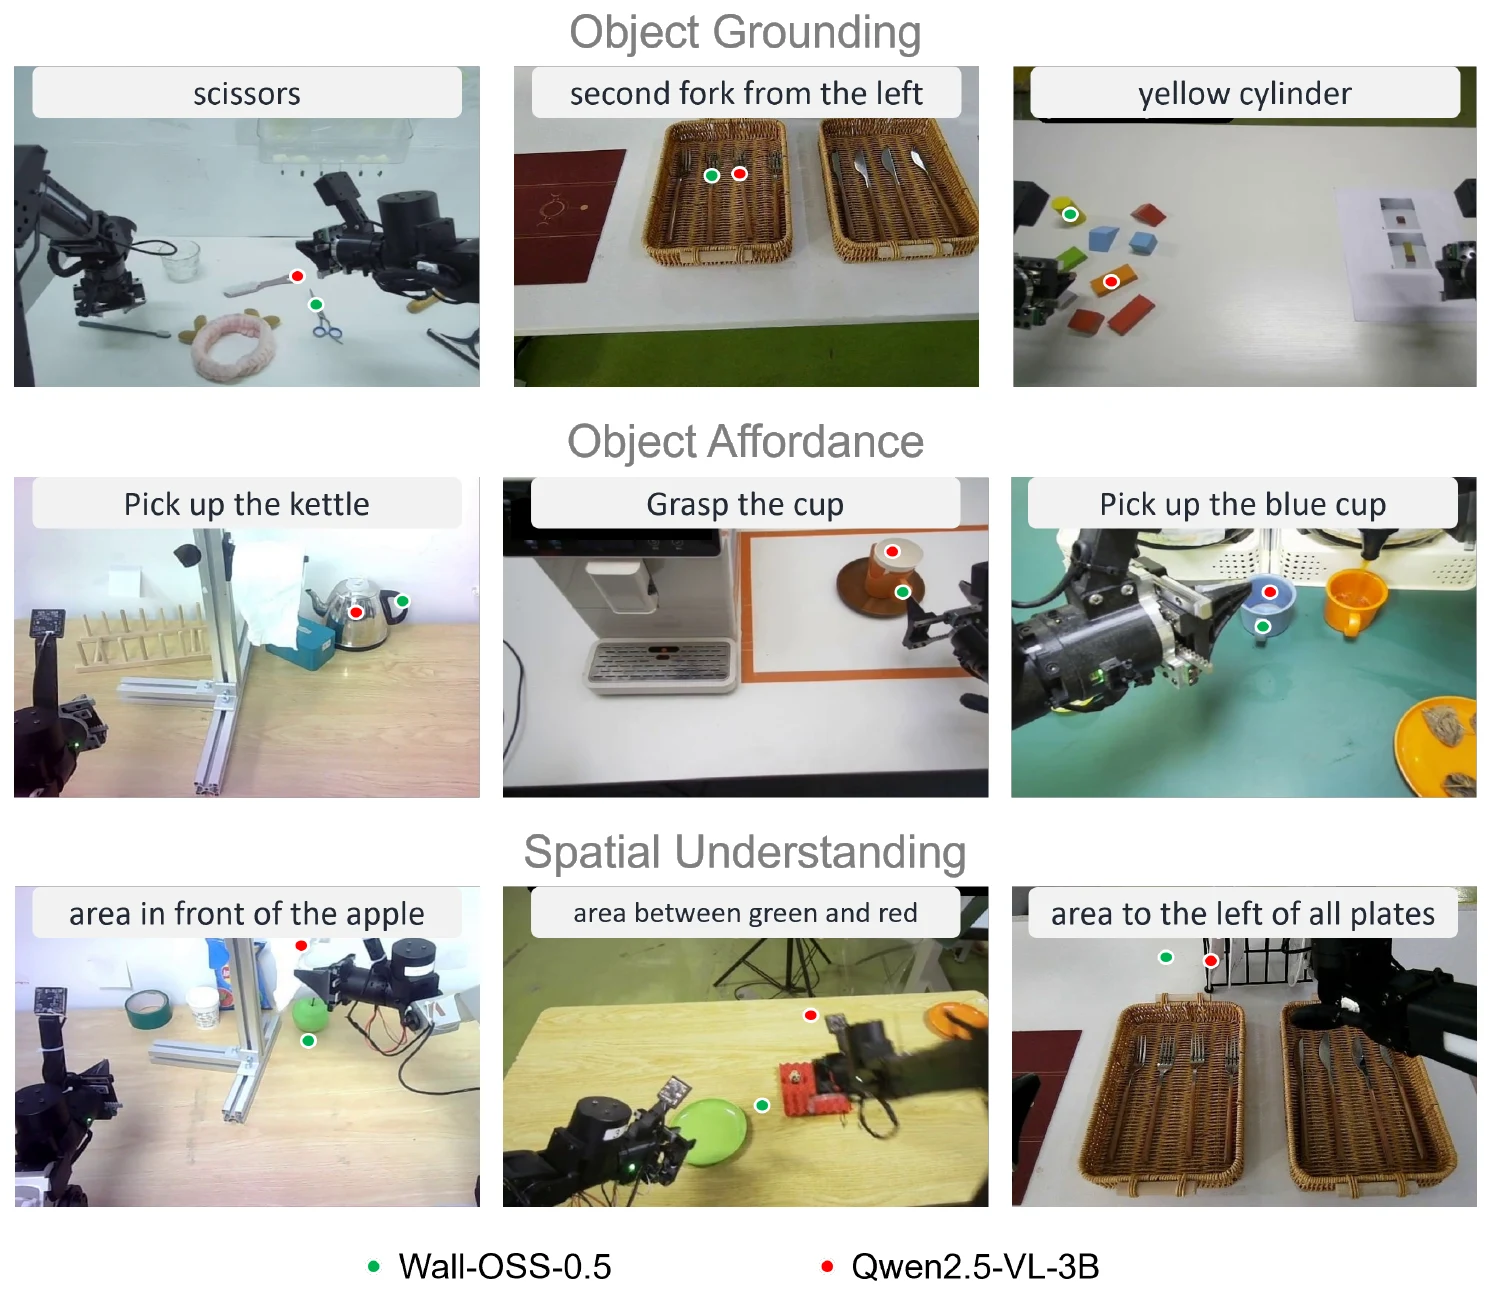 Object Grounding
scissors
second fork from the left
yellow cylinder
Object Affordance
Pick up the kettle
Grasp the cup
Pick up the blue cup
Spatial Understanding
area in front of the apple
area between green and red
area to the left of all plates
Wall-OSS-0.5
Qwen2.5-VL-3B